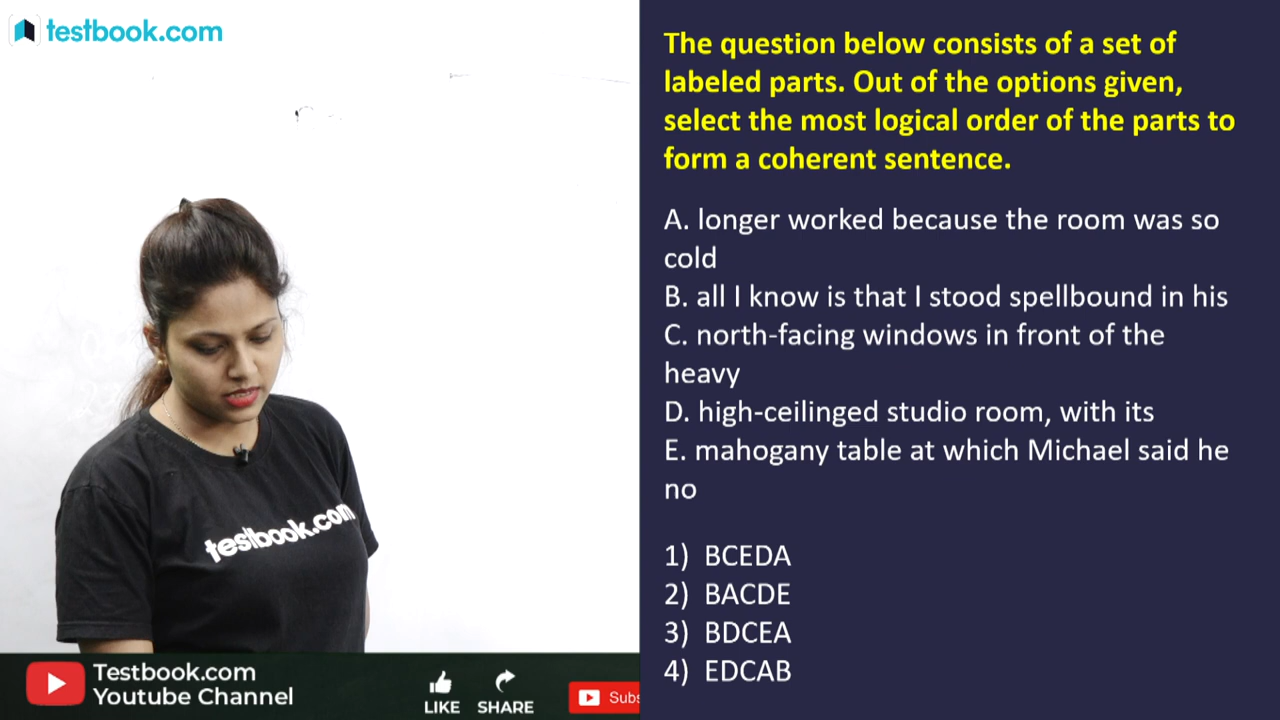 testbook.com
The question below consists of a set of
labeled parts. Out of the options given,
select the most logical order of the parts to
form a coherent sentence.
A. longer worked because the room was so
cold
B. all I know is that I stood spellbound in his
C. north-facing windows in front of the
heavy
D. high-ceilinged studio room, with its
E. mahogany table at which Michael said he
no
1) BCEDA
2) BACDE
3) BDCEA
4) EDCAB
testbook.com
Testbook.com
YouTube Channel
LIKE
SHARE
Subs